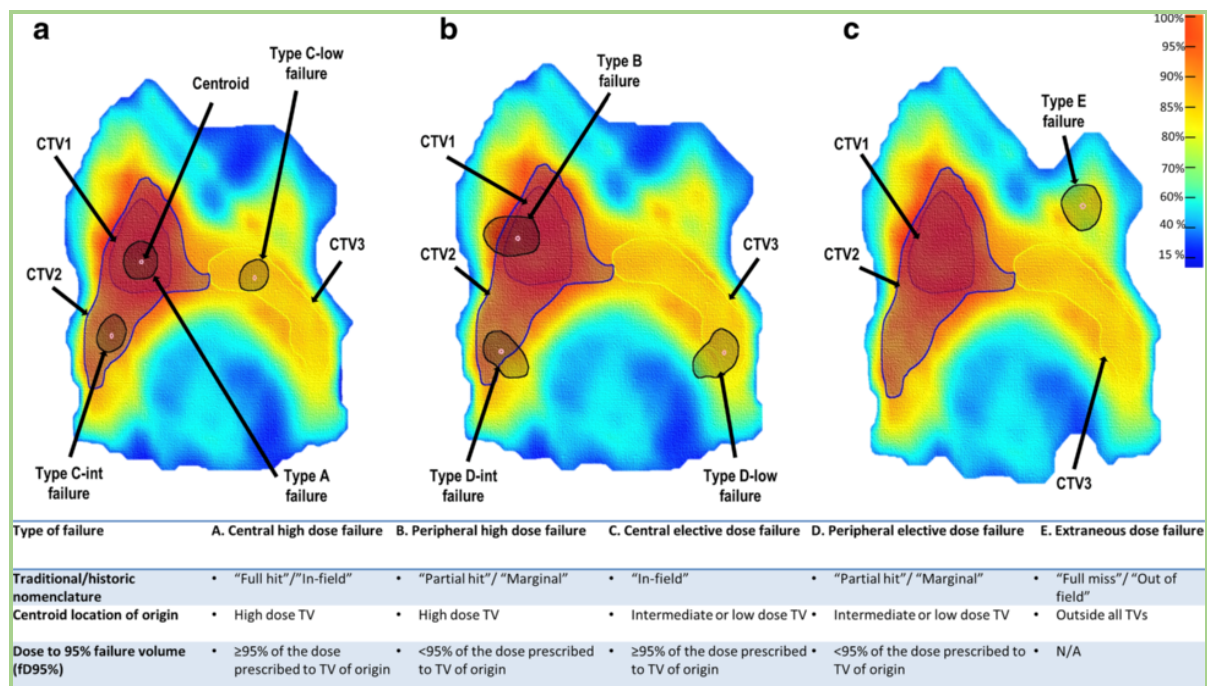 a
b
c
Type C-low
failure
Centroid
CTV1
CTV2
CTV3
Type C-int
failure
Type A
failure
Type B
failure
CTV1
CTV2
CTV3
Type D-int
failure
Type D-low
failure
Type E
failure
CTV1
CTV2
CTV3
100%
95%
90%
85%
80%
70%
60%
40 %
15 %
Type of failure
A. Central high dose failure
B. Peripheral high dose failure
C. Central elective dose failure
D. Peripheral elective dose failure
E. Extraneous dose failure
Traditional/historic
nomenclature
• “Full hit”/”In-field”
• “Partial hit”/ “Marginal”
• “In-field”
• “Partial hit”/ “Marginal”
• “Full miss”/ “Out of
field”
Centroid location of origin
• High dose TV
• High dose TV
• Intermediate or low dose TV
• Intermediate or low dose TV
• Outside all TVs
Dose to 95% failure volume
(fD95%)
• ≥95% of the dose
prescribed to TV of origin
• <95% of the dose prescribed
to TV of origin
• ≥95% of the dose prescribed
to TV of origin
• <95% of the dose prescribed to
TV of origin
• N/A